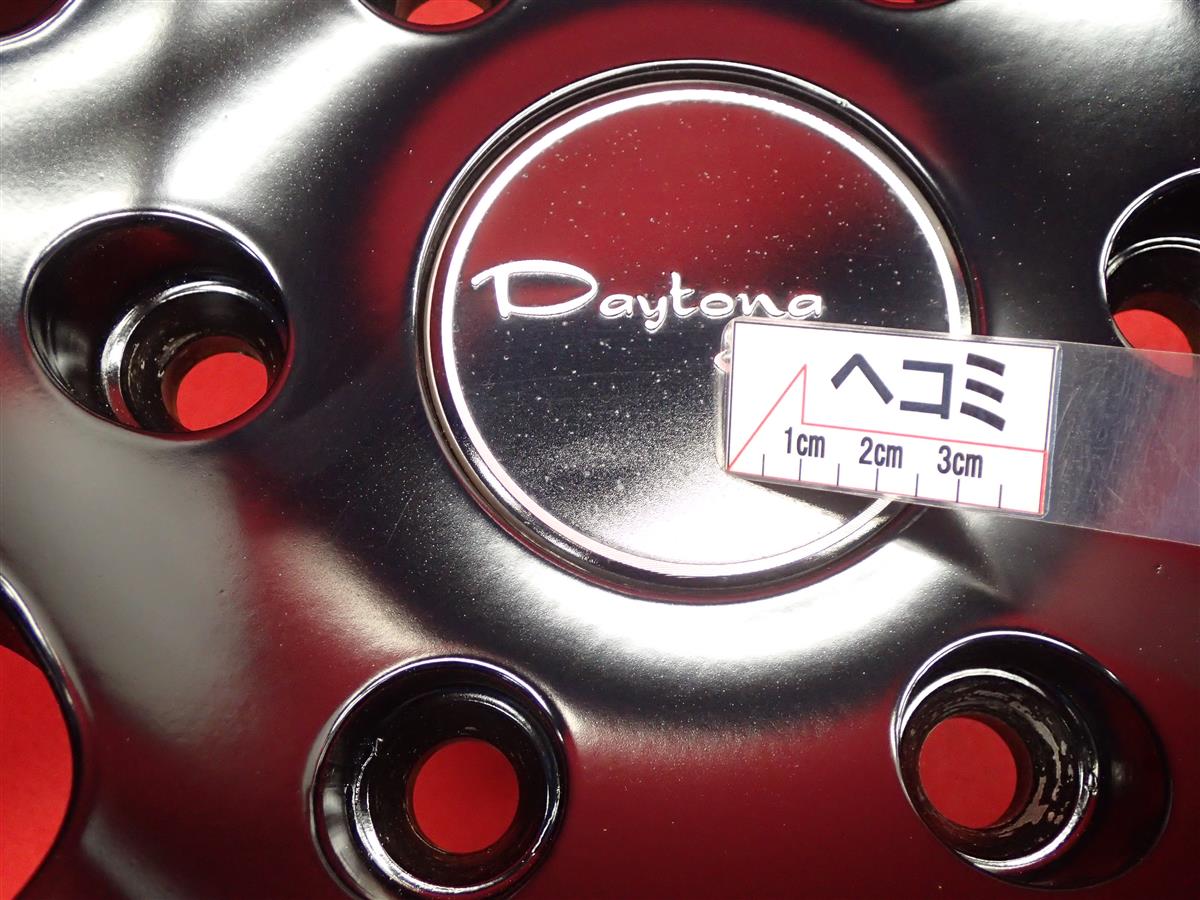 Daytona
ヘコミ
1cm 2cm 3cm